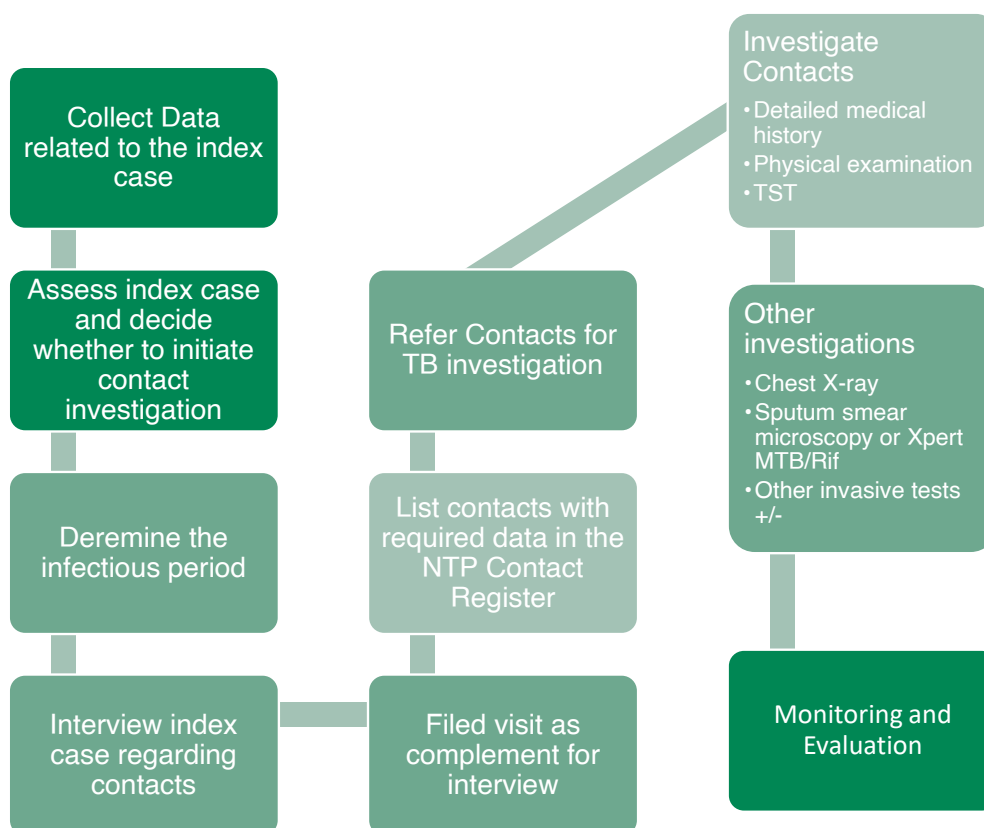 Collect Data
related to the index
case
Assess index case
and decide
whether to initiate
contact
investigation
Deremine the
infectious period
Interview index
case regarding
contacts
Filed visit as
complement for
interview
List contacts with
required data in the
NTP Contact
Register
Refer Contacts for
TB investigation
Investigate
Contacts
•Detailed medical
history
•Physical examination
•TST
Other
investigations
•Chest X-ray
•Sputum smear
microscopy or Xpert
MTB/Rif
•Other invasive tests
+/-
Monitoring and
Evaluation